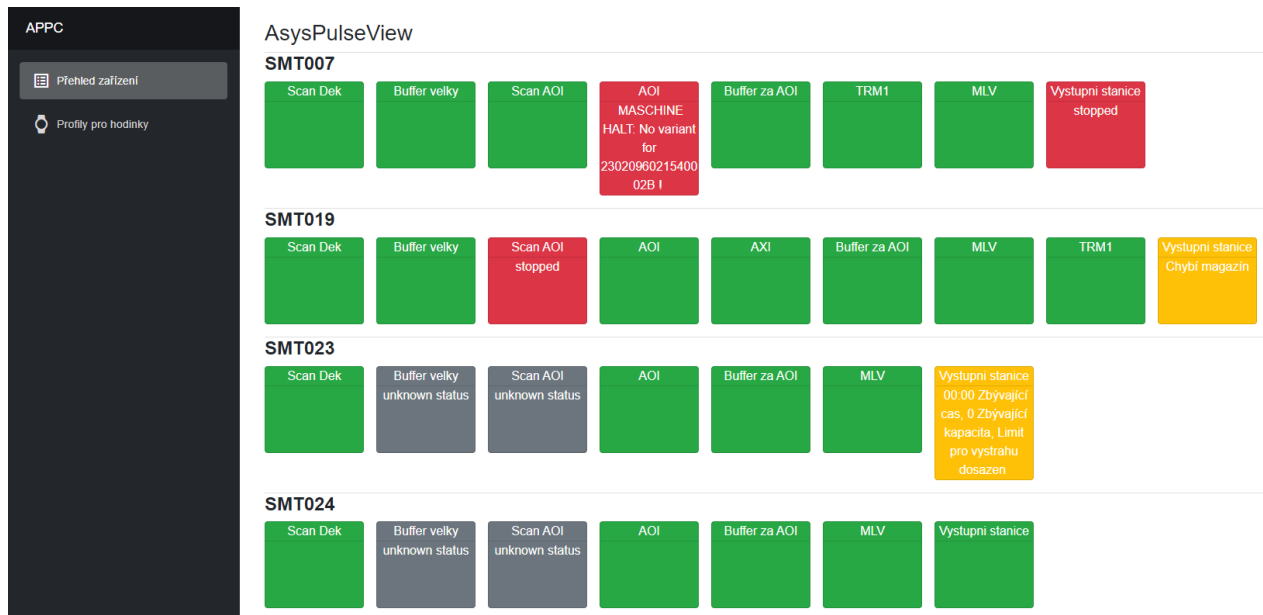 APPC
Přehled zařízení
Profily pro hodinky
AsysPulseView
SMT007
Scan Dek
Buffer velky
Scan AOI
AOI
MASCHINE
HALT: No variant
for
23020960215400
02B !
Buffer za AOI
TRM1
MLV
Vystupni stanice
stopped
SMT019
Scan Dek
Buffer velky
Scan AOI
stopped
AOI
AXI
Buffer za AOI
MLV
TRM1
Vystupni stanice
Chybí magazín
SMT023
Scan Dek
Buffer velky
unknown status
Scan AOI
unknown status
AOI
Buffer za AOI
MLV
Vystupni stanice
00:00 Zbývající
cas, 0 Zbývající
kapacita, Limit
pro vystrahu
dosazen
SMT024
Scan Dek
Buffer velky
unknown status
Scan AOI
unknown status
AOI
Buffer za AOI
MLV
Vystupni stanice